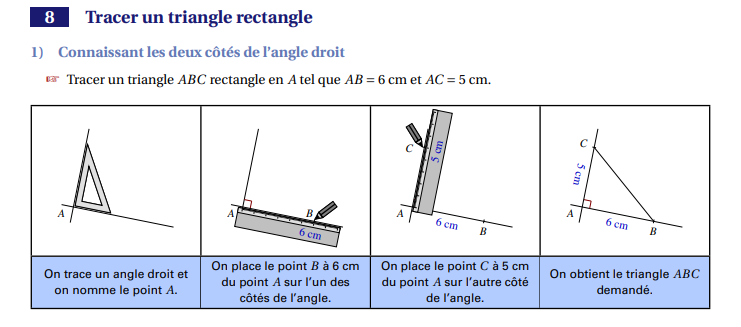 8 Tracer un triangle rectangle
1) Connaissant les deux côtés de l'angle droit
☞ Tracer un triangle ABC rectangle en A tel que AB = 6 cm et AC = 5 cm.
A
A
B
6 cm
C
5 cm
A
6 cm
B
C
5 cm
A
6 cm
B
On trace un angle droit et
on nomme le point A.
On place le point B à 6 cm
du point A sur l'un des
côtés de l'angle.
On place le point C à 5 cm
du point A sur l'autre côté
de l'angle.
On obtient le triangle ABC
demandé.